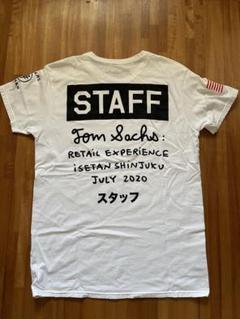 STAFF
Tom Sachs:
RETAIL EXPERIENCE
iSETAN SHINJUKU
JULY 2020
スタッフ